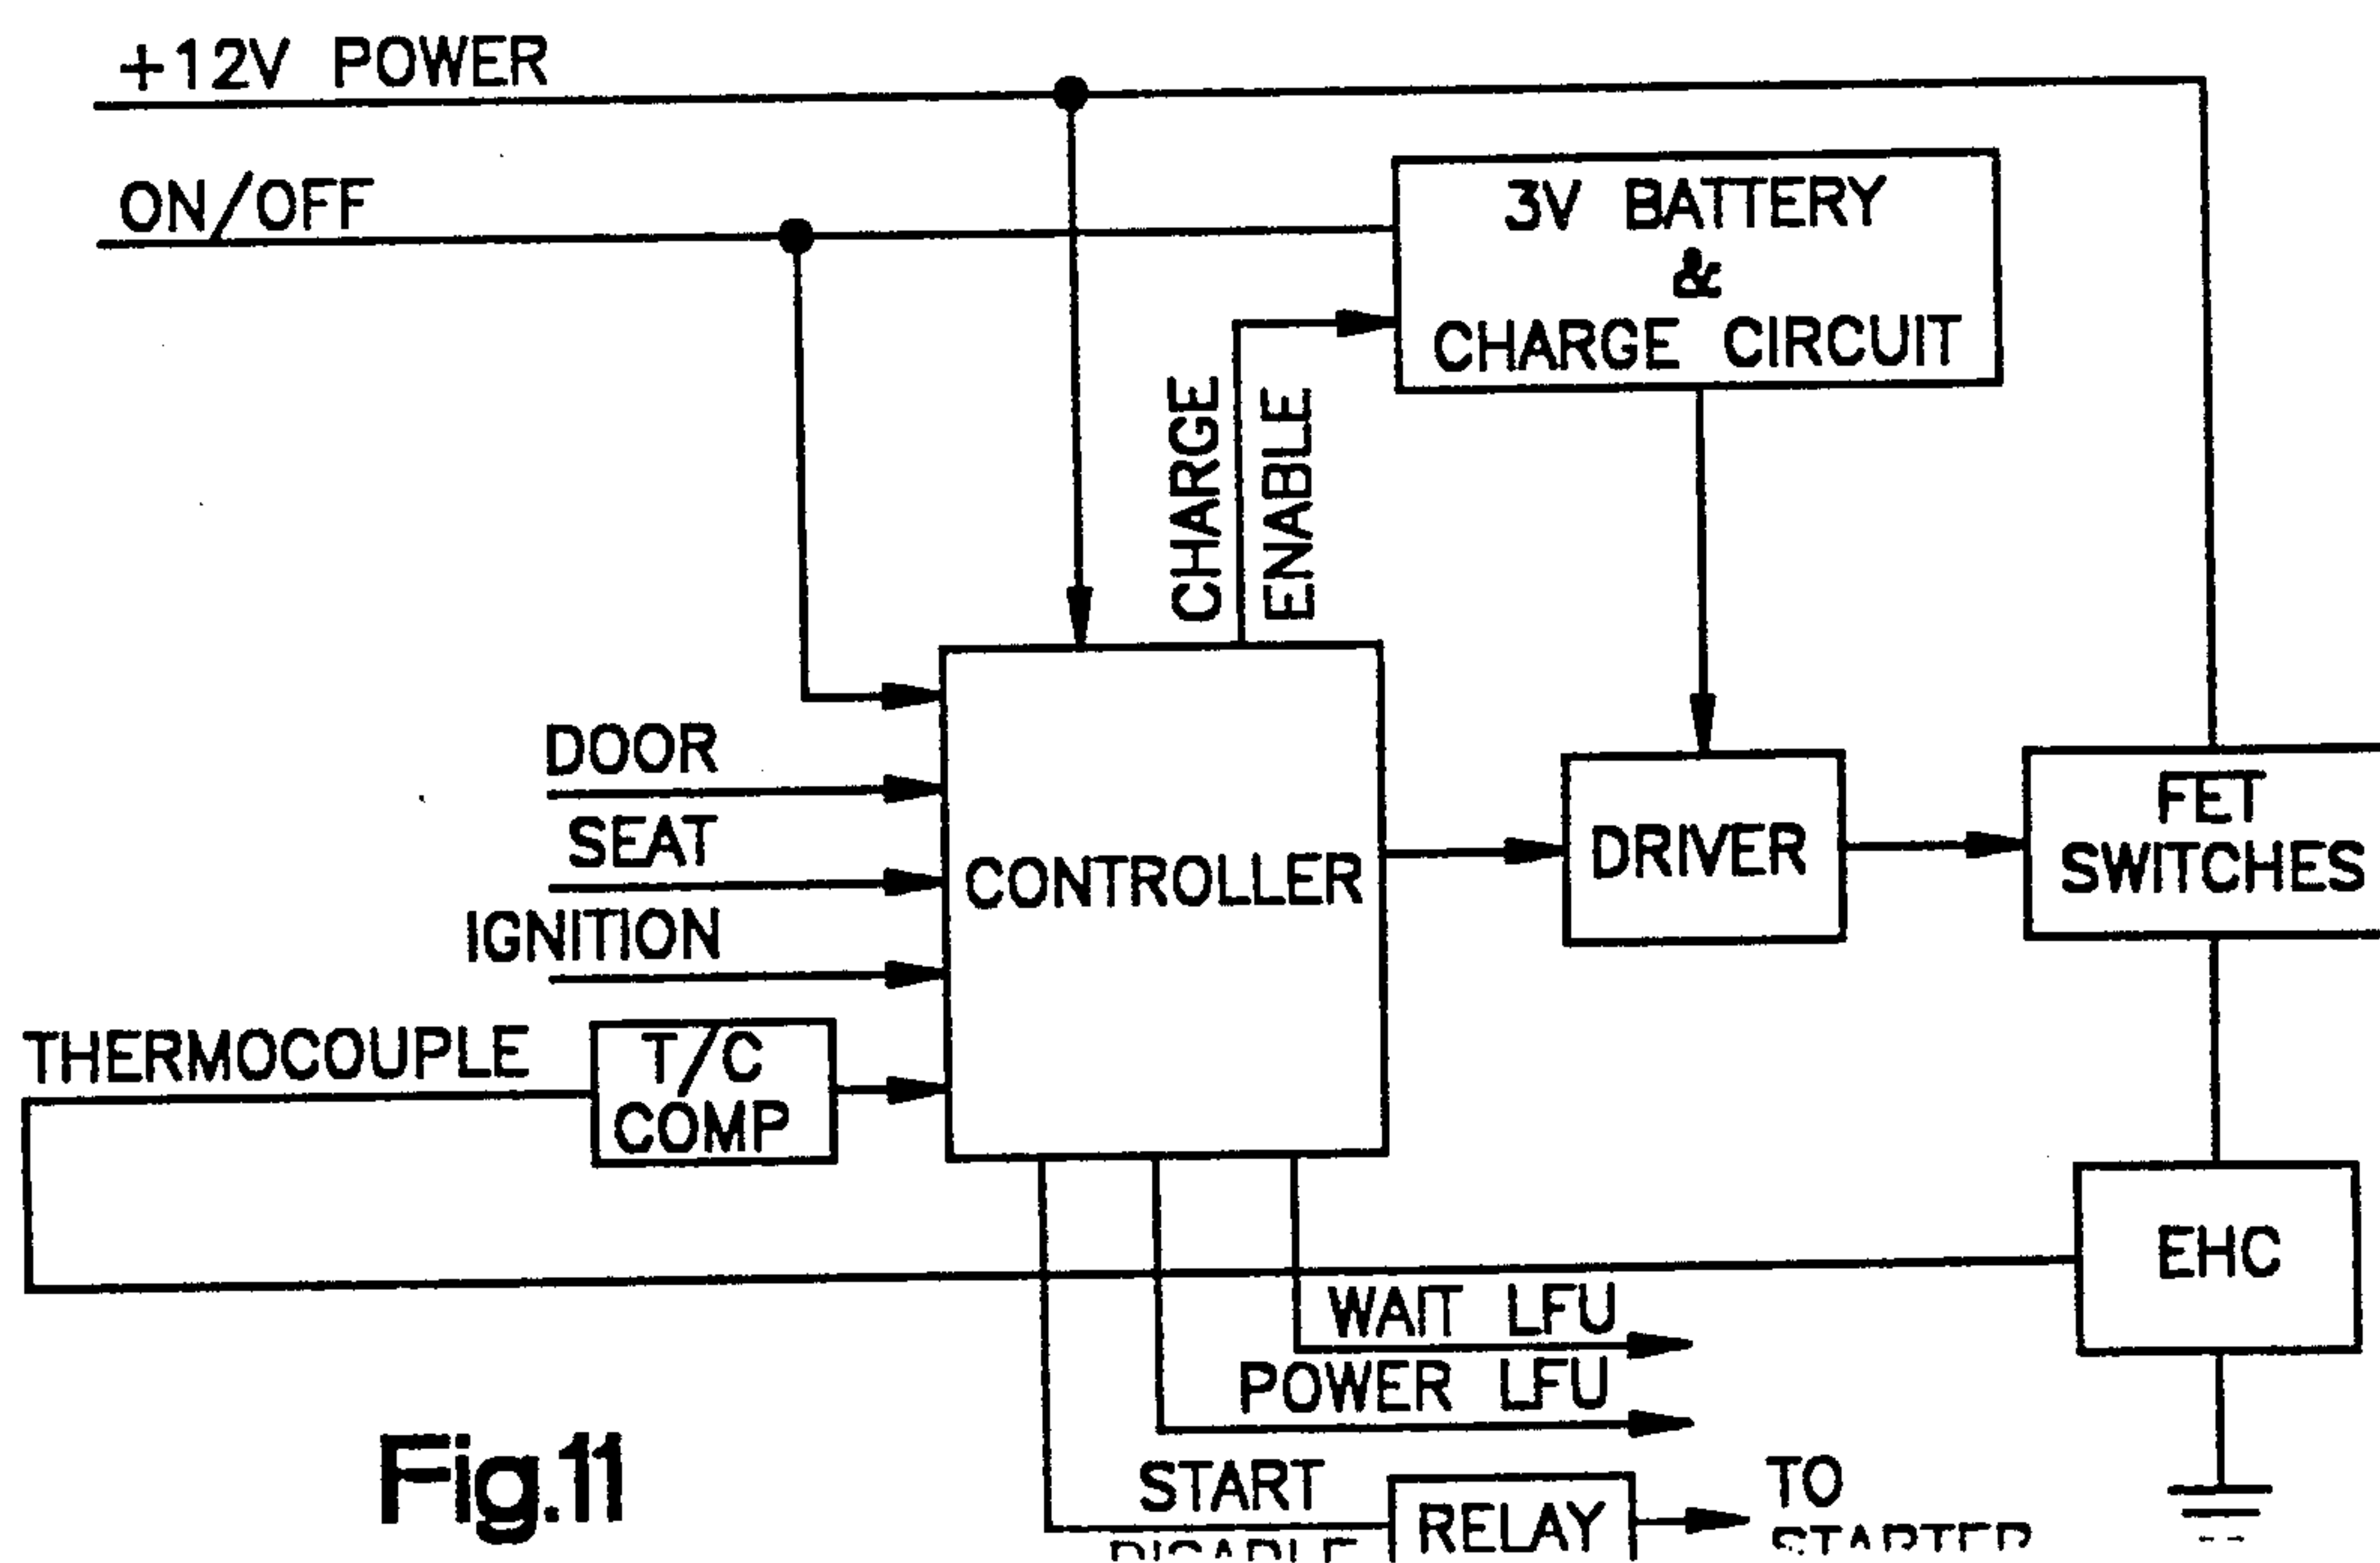 +12V POWER
ON/OFF
3V BATTERY
&
CHARGE CIRCUIT
CHARGE
ENABLE
DOOR
SEAT
IGNITION
THERMOCOUPLE
T/C
COMP
CONTROLLER
DRIVER
FET
SWITCHES
EHC
WAIT LFU
POWER LFU
START
RELAY
TO
STARTER
Fig.11